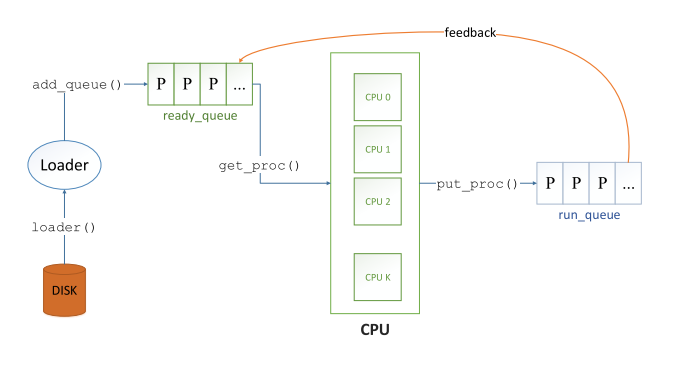 feedback
add_queue()
P P P ...
ready_queue
CPU 0
CPU 1
CPU 2
CPU K
CPU
get_proc()
put_proc()
P P P ...
run_queue
Loader
loader()
DISK